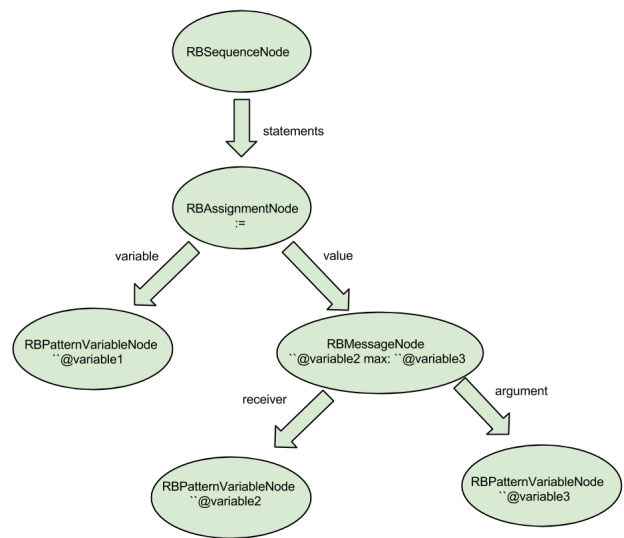 RBSequenceNode
statements
RBAssignmentNode
:=
variable
value
RBPatternVariableNode
``@variable1
RBMessageNode
``@variable2 max: ``@variable3
receiver
argument
RBPatternVariableNode
``@variable2
RBPatternVariableNode
``@variable3